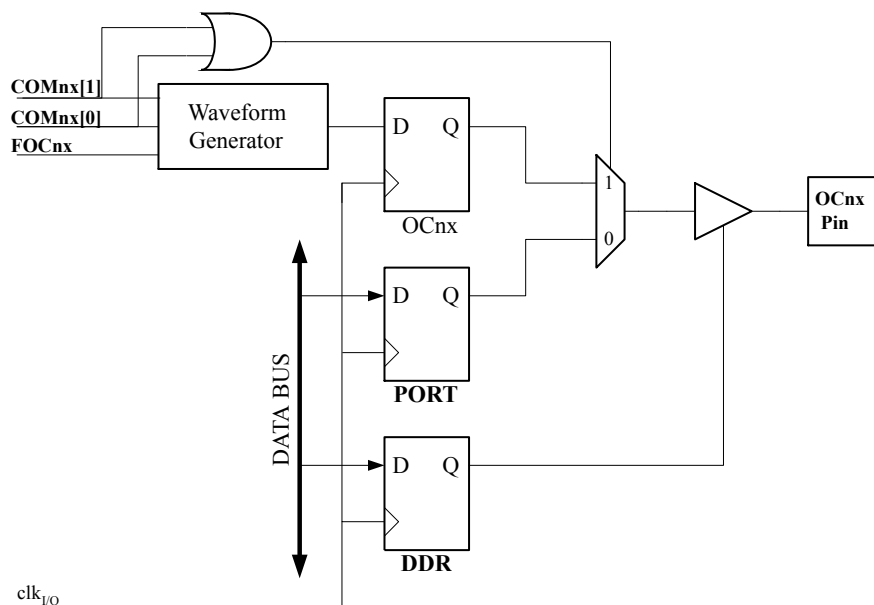 COMnx[1]
COMnx[0]
FOCnx
Waveform
Generator
D Q
OCnx
1
0
OCnx
Pin
D Q
PORT
DATA BUS
D Q
DDR
clkI/O